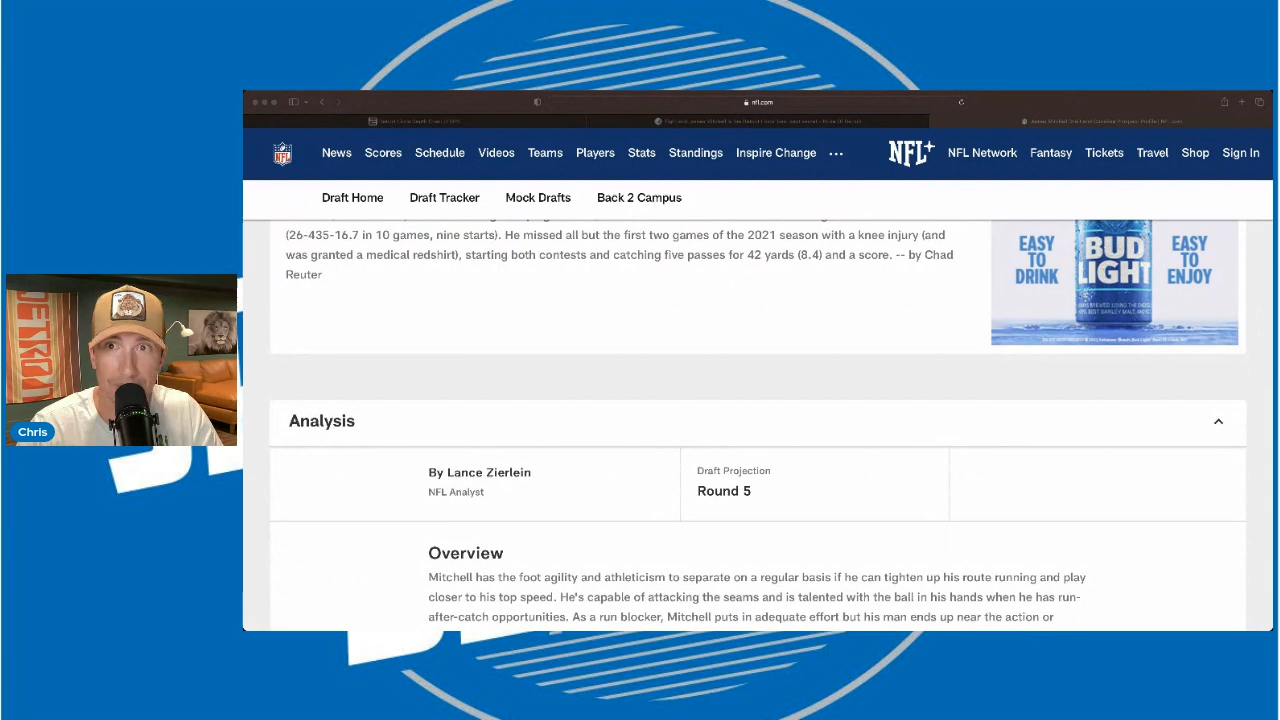 nfl.com
News Scores Schedule Videos Teams Players Stats Standings Inspire Change ... NFL+ NFL Network Fantasy Tickets Travel Shop Sign In
NFL
Draft Home Draft Tracker Mock Drafts Back 2 Campus
(26-435-16.7 in 10 games, nine starts). He missed all but the first two games of the 2021 season with a knee injury (and
was granted a medical redshirt), starting both contests and catching five passes for 42 yards (8.4) and a score. -- by Chad
Reuter
EASY TO DRINK
BUD LIGHT
EASY TO ENJOY
DETROIT
Chris
Analysis
By Lance Zierlein
NFL Analyst
Draft Projection
Round 5
Overview
Mitchell has the foot agility and athleticism to separate on a regular basis if he can tighten up his route running and play
closer to his top speed. He's capable of attacking the seams and is talented with the ball in his hands when he has run-
after-catch opportunities. As a run blocker, Mitchell puts in adequate effort but his man ends up near the action or